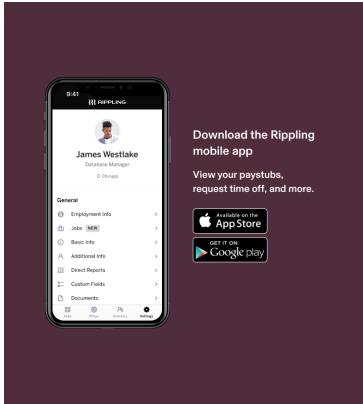 9:41
RIPPLING
James Westlake
Database Manager
Chicago
General
Employment Info
Jobs NEW
Basic Info
Additional Info
Direct Reports
Custom Fields
Documents
Apps
Directory
Settings
Download the Rippling
mobile app
View your paystubs,
request time off, and more.
Available on the
App Store
GET IT ON
Google play